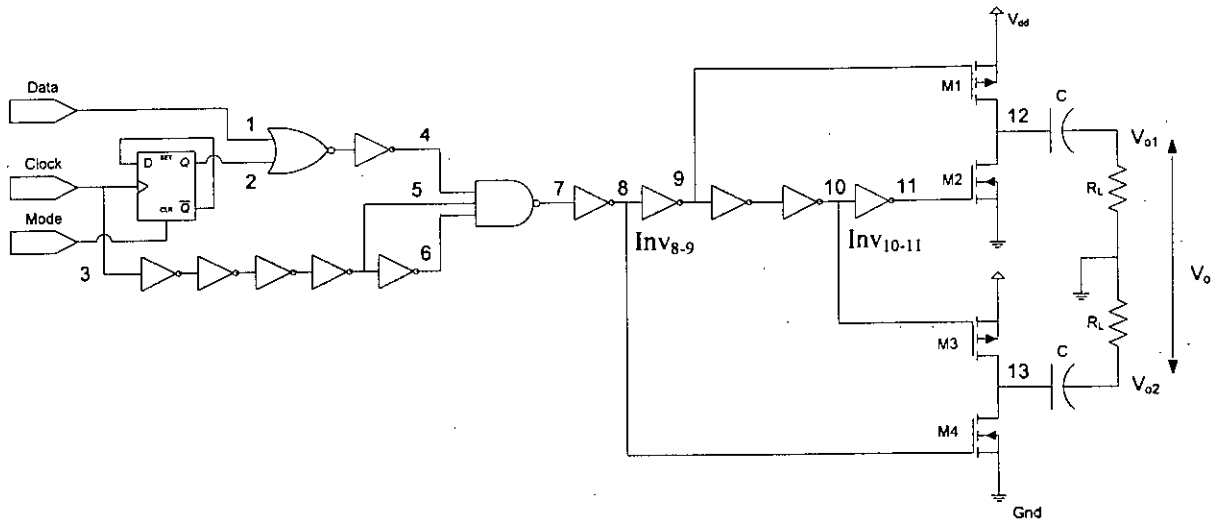 Data
Clock
Mode
D SET Q
CLR Q
1
2
3
4
5
6
7
8
9
10
11
12
13
Inv8-9
Inv10-11
Vdd
M1
M2
M3
M4
C
C
RL
RL
Vo1
Vo
Vo2
Gnd